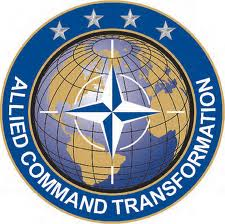 ALLIED COMMAND TRANSFORMATION